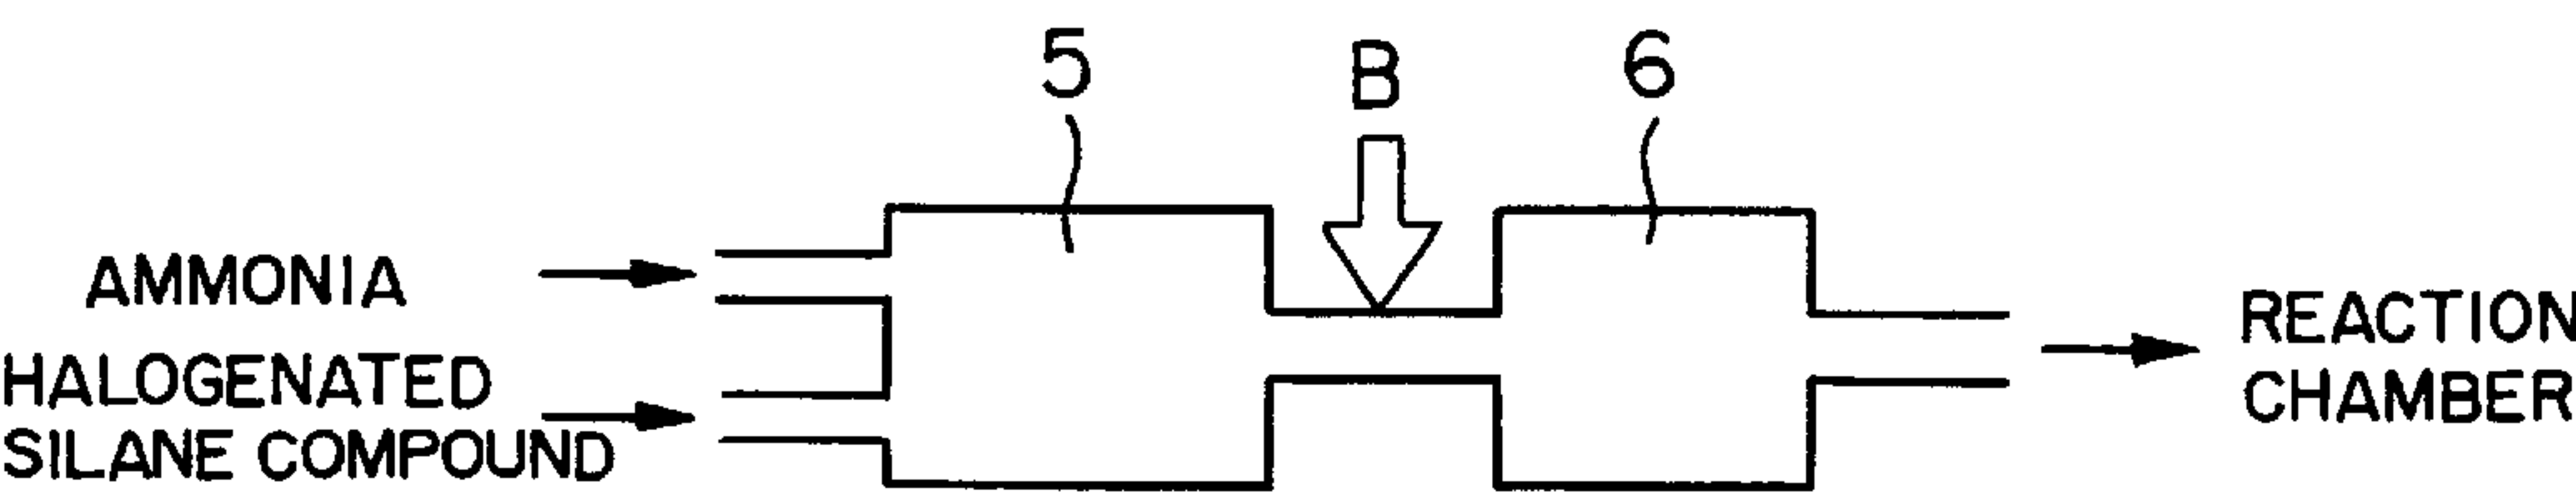 5 B 6
AMMONIA
HALOGENATED
SILANE COMPOUND
REACTION
CHAMBER